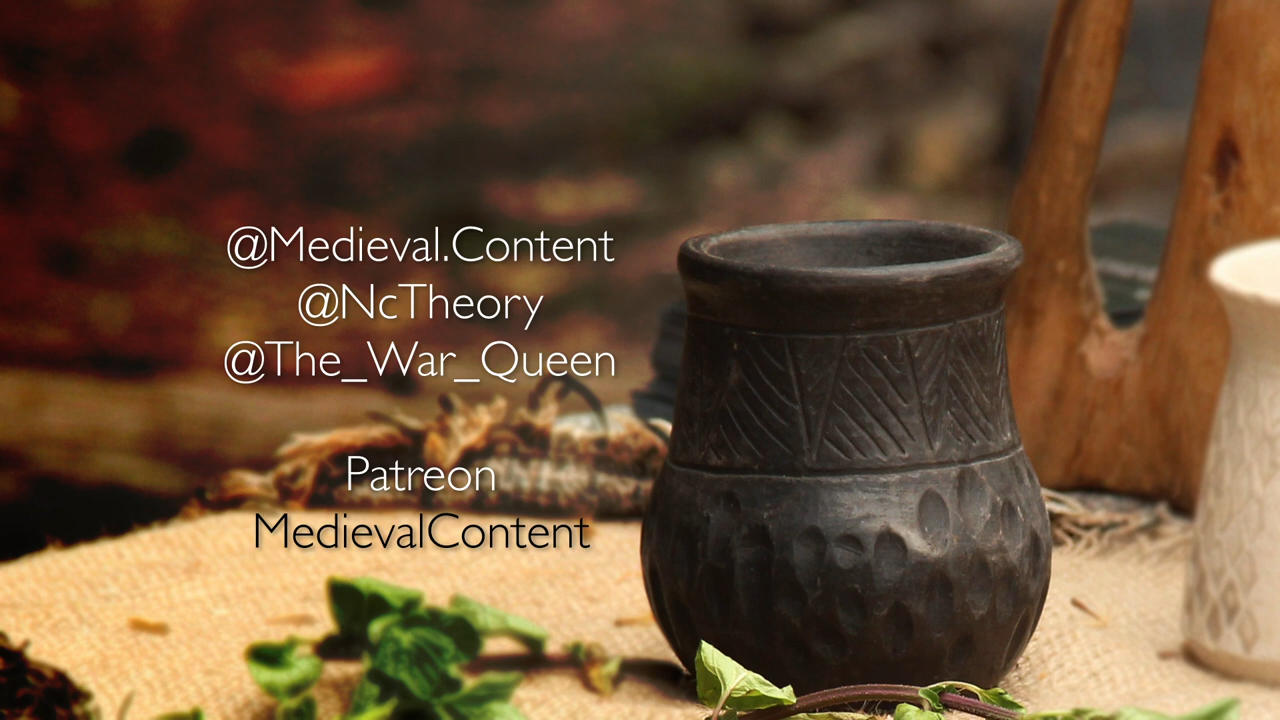 @Medieval.Content
@NcTheory
@The_War_Queen
Patreon
MedievalContent